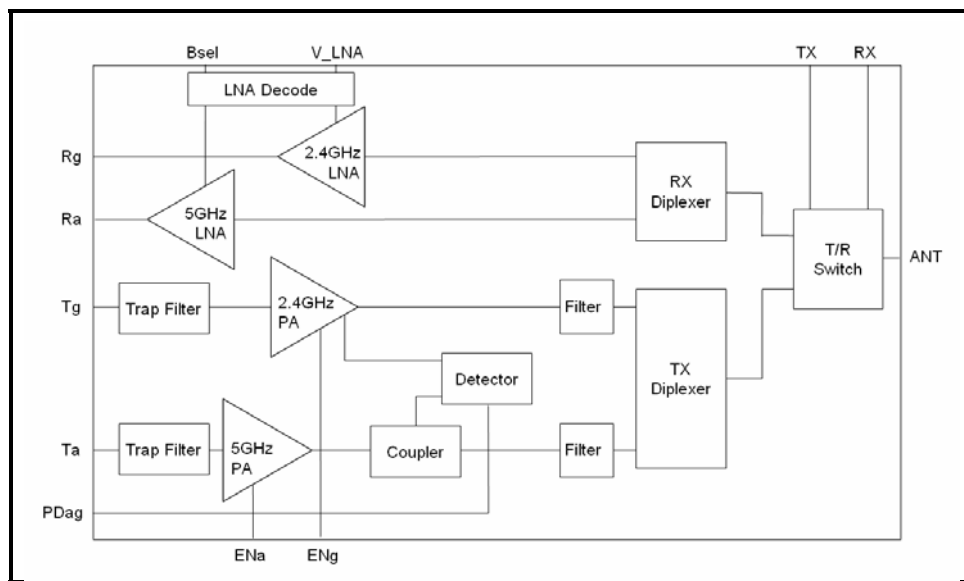 Bsel V_LNA TX RX
LNA Decode
Rg
2.4GHz
LNA
RX
Diplexer
Ra
5GHz
LNA
T/R
Switch
ANT
Tg
Trap Filter
2.4GHz
PA
Filter
Detector
TX
Diplexer
Ta
Trap Filter
5GHz
PA
Coupler
Filter
PDag
ENa ENg